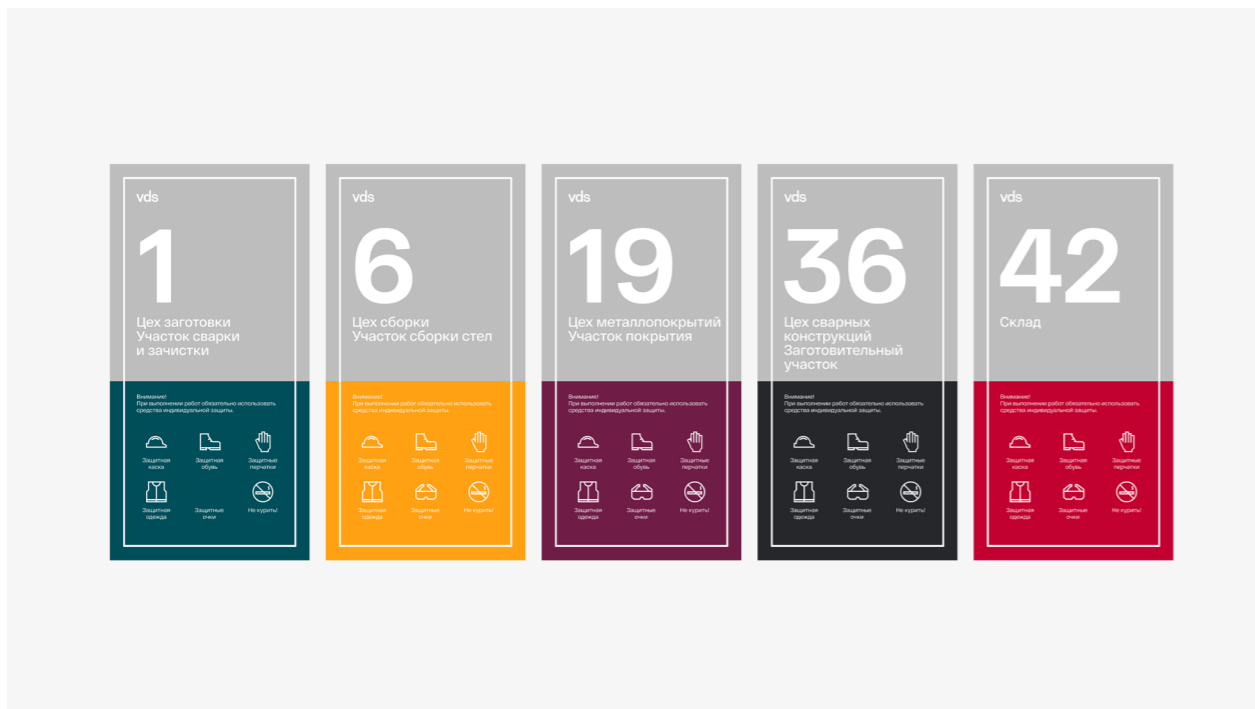 vds
1
Цех заготовки
Участок сварки
и зачистки
Внимание!
При выполнении работ обязательно использовать
средства индивидуальной защиты.
Защитная
каска
Защитная
обувь
Защитные
перчатки
Защитная
одежда
Защитные
очки
Не курить!
vds
6
Цех сборки
Участок сборки стел
Внимание!
При выполнении работ обязательно использовать
средства индивидуальной защиты.
Защитная
каска
Защитная
обувь
Защитные
перчатки
Защитная
одежда
Защитные
очки
Не курить!
vds
19
Цех металлопокрытий
Участок покрытия
Внимание!
При выполнении работ обязательно использовать
средства индивидуальной защиты.
Защитная
каска
Защитная
обувь
Защитные
перчатки
Защитная
одежда
Защитные
очки
Не курить!
vds
36
Цех сварных
конструкций
Заготовительный
участок
Внимание!
При выполнении работ обязательно использовать
средства индивидуальной защиты.
Защитная
каска
Защитная
обувь
Защитные
перчатки
Защитная
одежда
Защитные
очки
Не курить!
vds
42
Склад
Внимание!
При выполнении работ обязательно использовать
средства индивидуальной защиты.
Защитная
каска
Защитная
обувь
Защитные
перчатки
Защитная
одежда
Защитные
очки
Не курить!